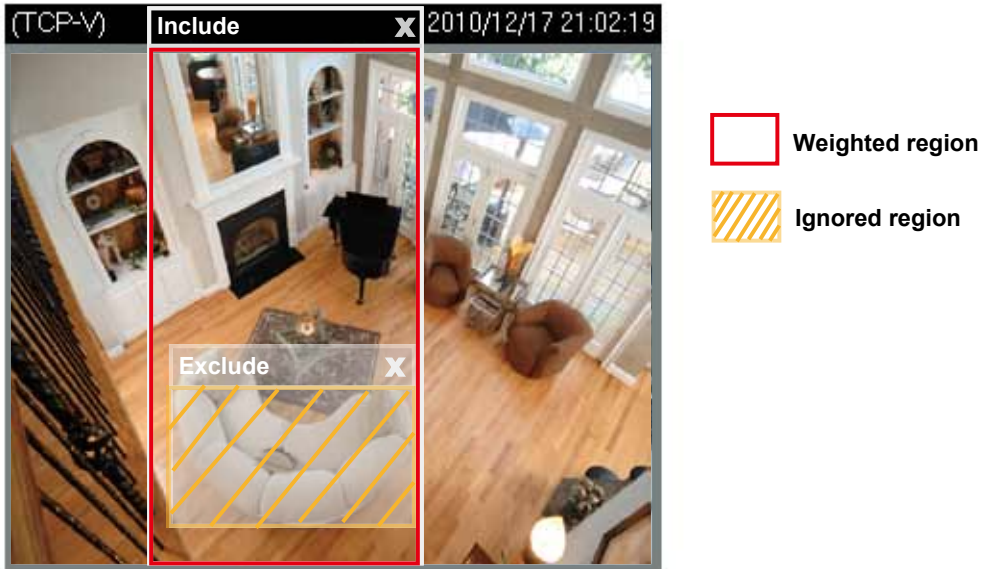 (TCP-V)
Include
X
2010/12/17 21:02:19
Exclude
X
Weighted region
Ignored region